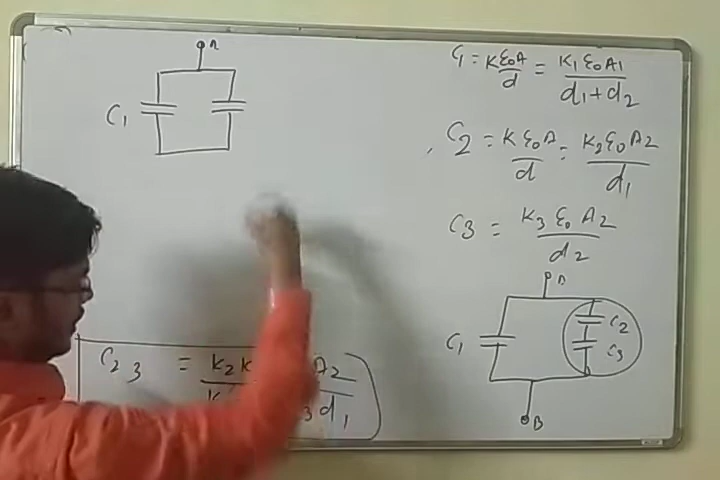 A
C₁
C₁ = Kε₀A/d = K₁ε₀A₁/d₁+d₂
C₂ = Kε₀A/d = K₂ε₀A₂/d₁
C₃ = K₃ε₀A₂/d₂
C₁ C₂
C₃
B
C₂₃ = K₂K A₂/K ₃d₁